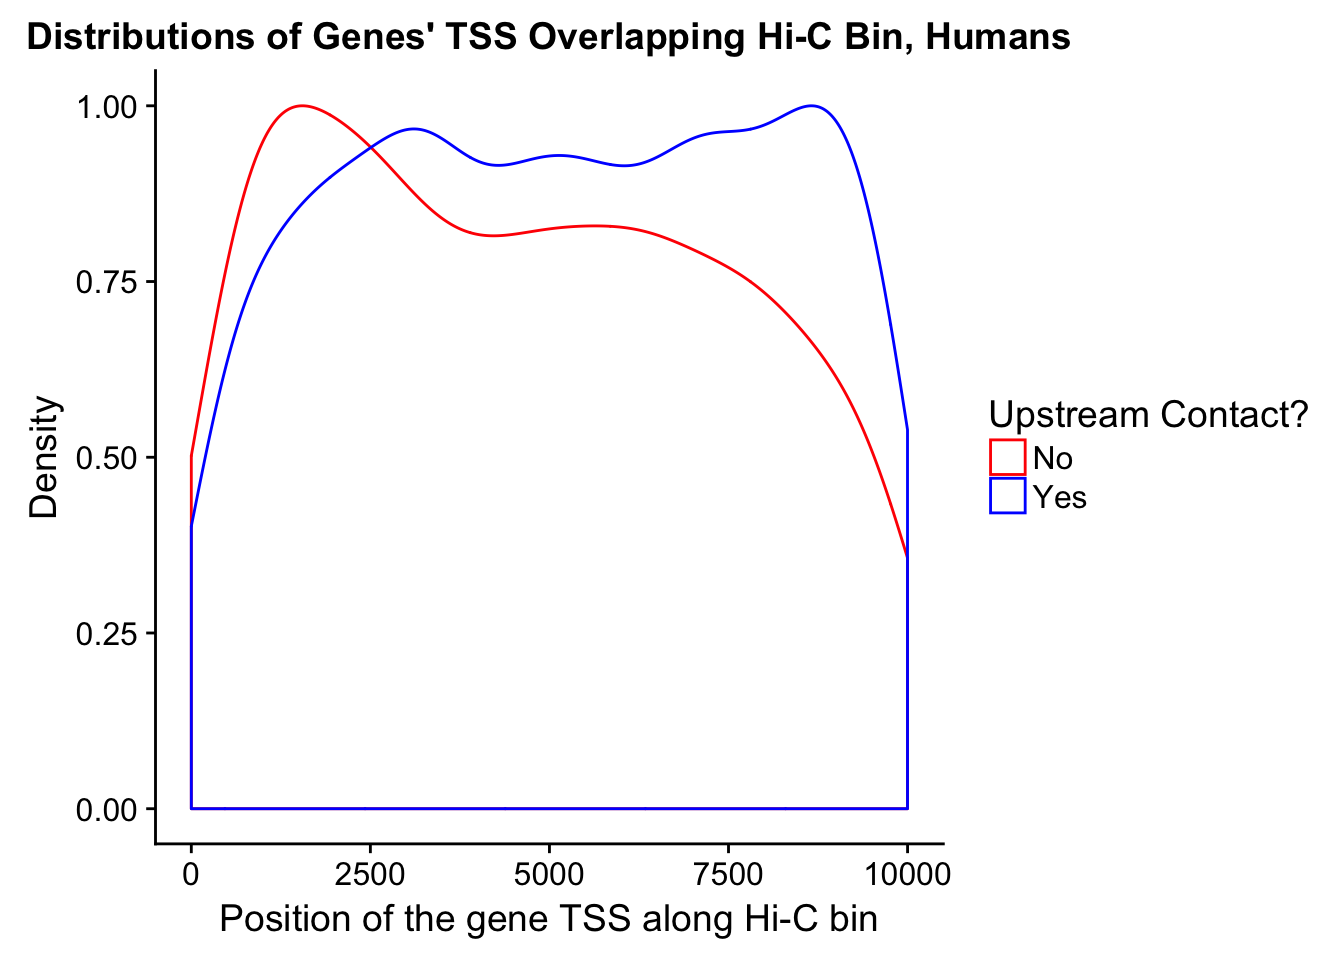 Distributions of Genes' TSS Overlapping Hi-C Bin, Humans
1.00
0.75
0.50
0.25
0.00
Density
0 2500 5000 7500 10000
Position of the gene TSS along Hi-C bin
Upstream Contact?
No
Yes